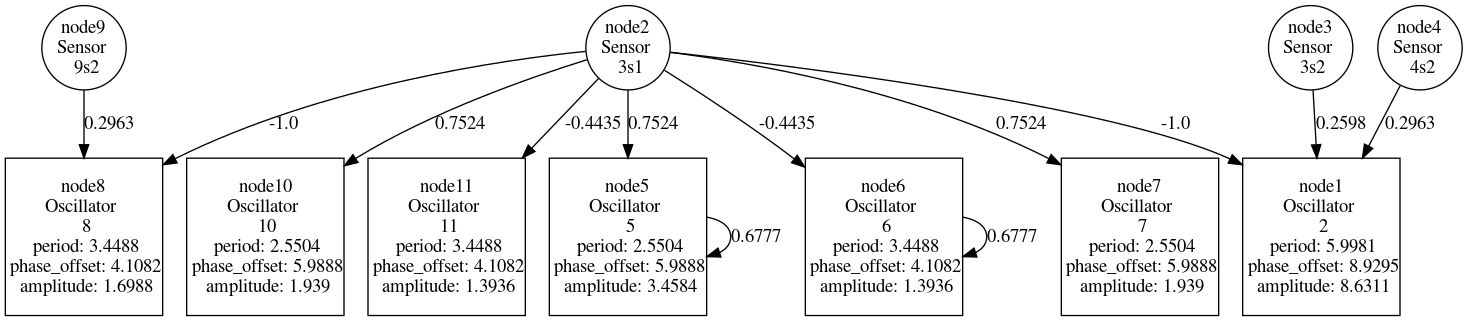 node9
Sensor
9s2
node2
Sensor
3s1
node3
Sensor
3s2
node4
Sensor
4s2
0.2963
-1.0
0.7524
-0.4435
0.7524
-0.4435
0.7524
-1.0
0.2598
0.2963
node8
Oscillator
8
period: 3.4488
phase_offset: 4.1082
amplitude: 1.6988
node10
Oscillator
10
period: 2.5504
phase_offset: 5.9888
amplitude: 1.939
node11
Oscillator
11
period: 3.4488
phase_offset: 4.1082
amplitude: 1.3936
node5
Oscillator
5
period: 2.5504
phase_offset: 5.9888
amplitude: 3.4584
0.6777
node6
Oscillator
6
period: 3.4488
phase_offset: 4.1082
amplitude: 1.3936
0.6777
node7
Oscillator
7
period: 2.5504
phase_offset: 5.9888
amplitude: 1.939
node1
Oscillator
2
period: 5.9981
phase_offset: 8.9295
amplitude: 8.6311